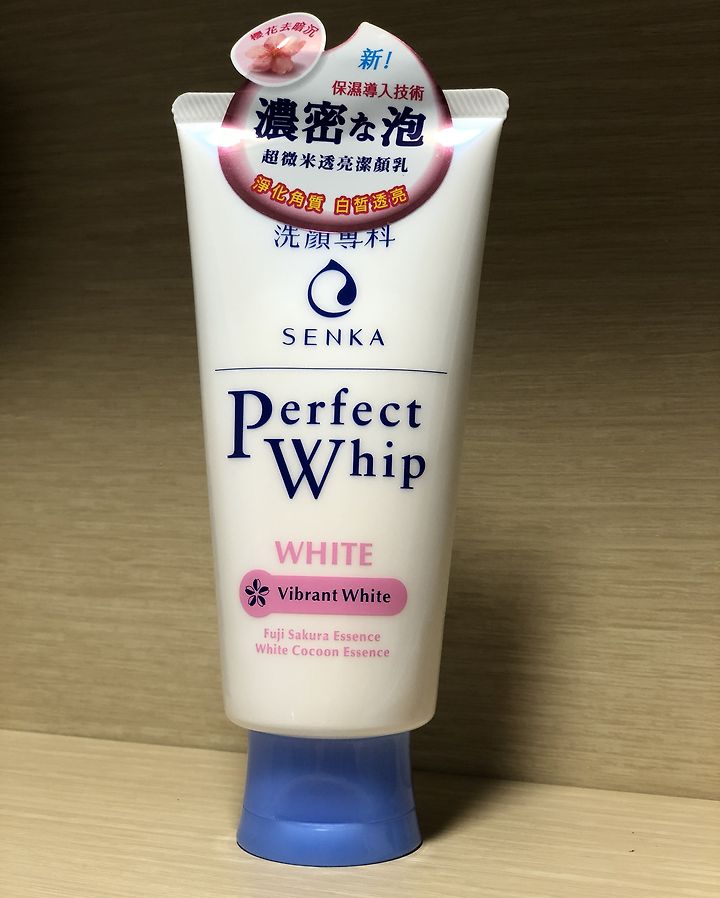 櫻花去暗沉
新!
保濕導入技術
濃密な泡
超微米透亮潔顏乳
淨化角質 白皙透亮
洗顔専科
SENKA
Perfect
Whip
WHITE
Vibrant White
Fuji Sakura Essence
White Cocoon Essence